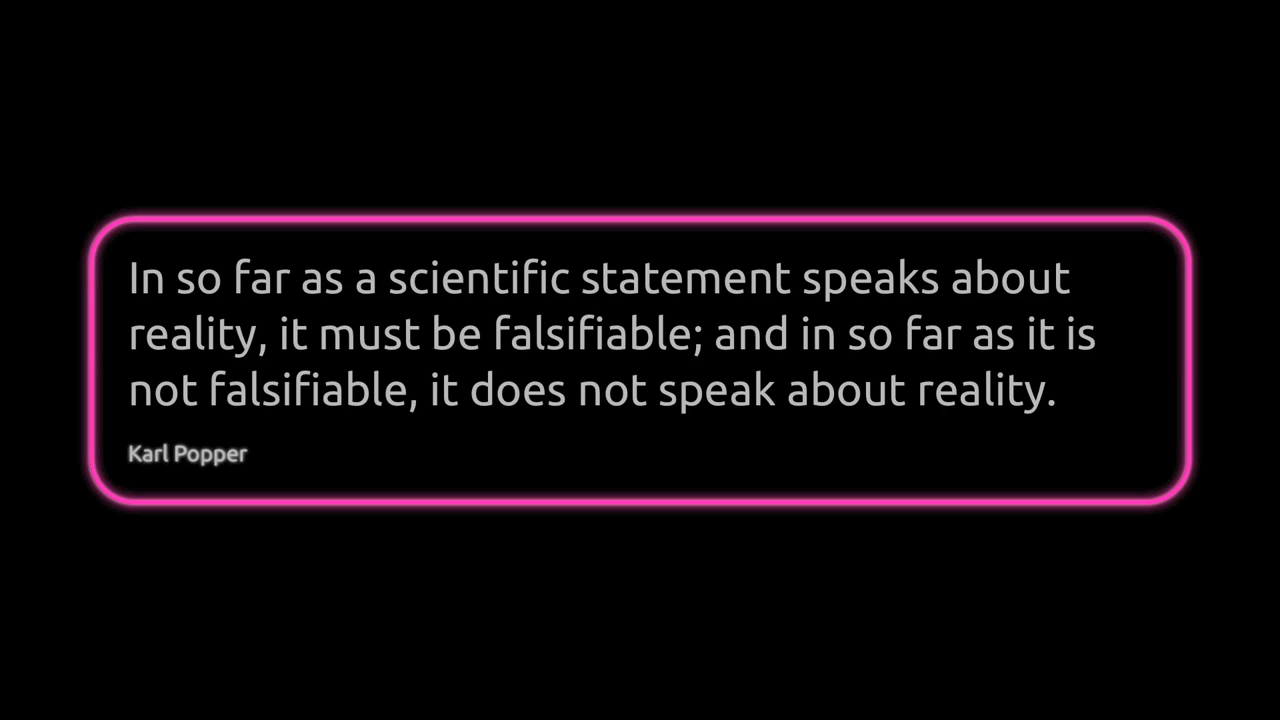 In so far as a scientific statement speaks about
reality, it must be falsifiable; and in so far as it is
not falsifiable, it does not speak about reality.
Karl Popper